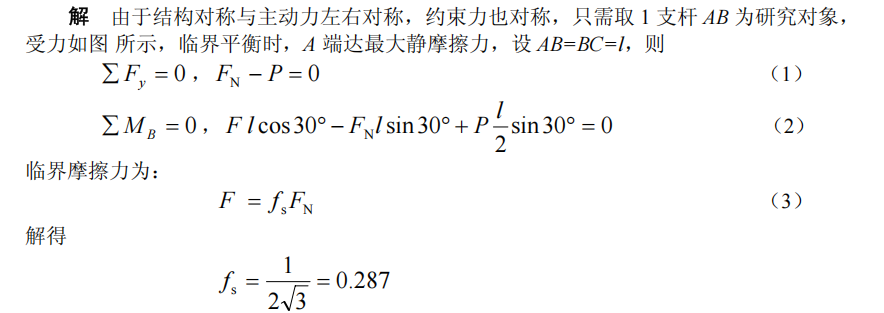 解 由于结构对称与主动力左右对称，约束力也对称，只需取 1 支杆 AB 为研究对象，
受力如图 所示，临界平衡时，A 端达最大静摩擦力，设 AB=BC=l，则
∑F_y = 0，F_N − P = 0 （1）
∑M_B = 0，F l cos30° − F_N l sin30° + P \frac{l}{2} sin30° = 0 （2）
临界摩擦力为：
F = f_s F_N （3）
解得
f_s = \frac{1}{2\sqrt{3}} = 0.287